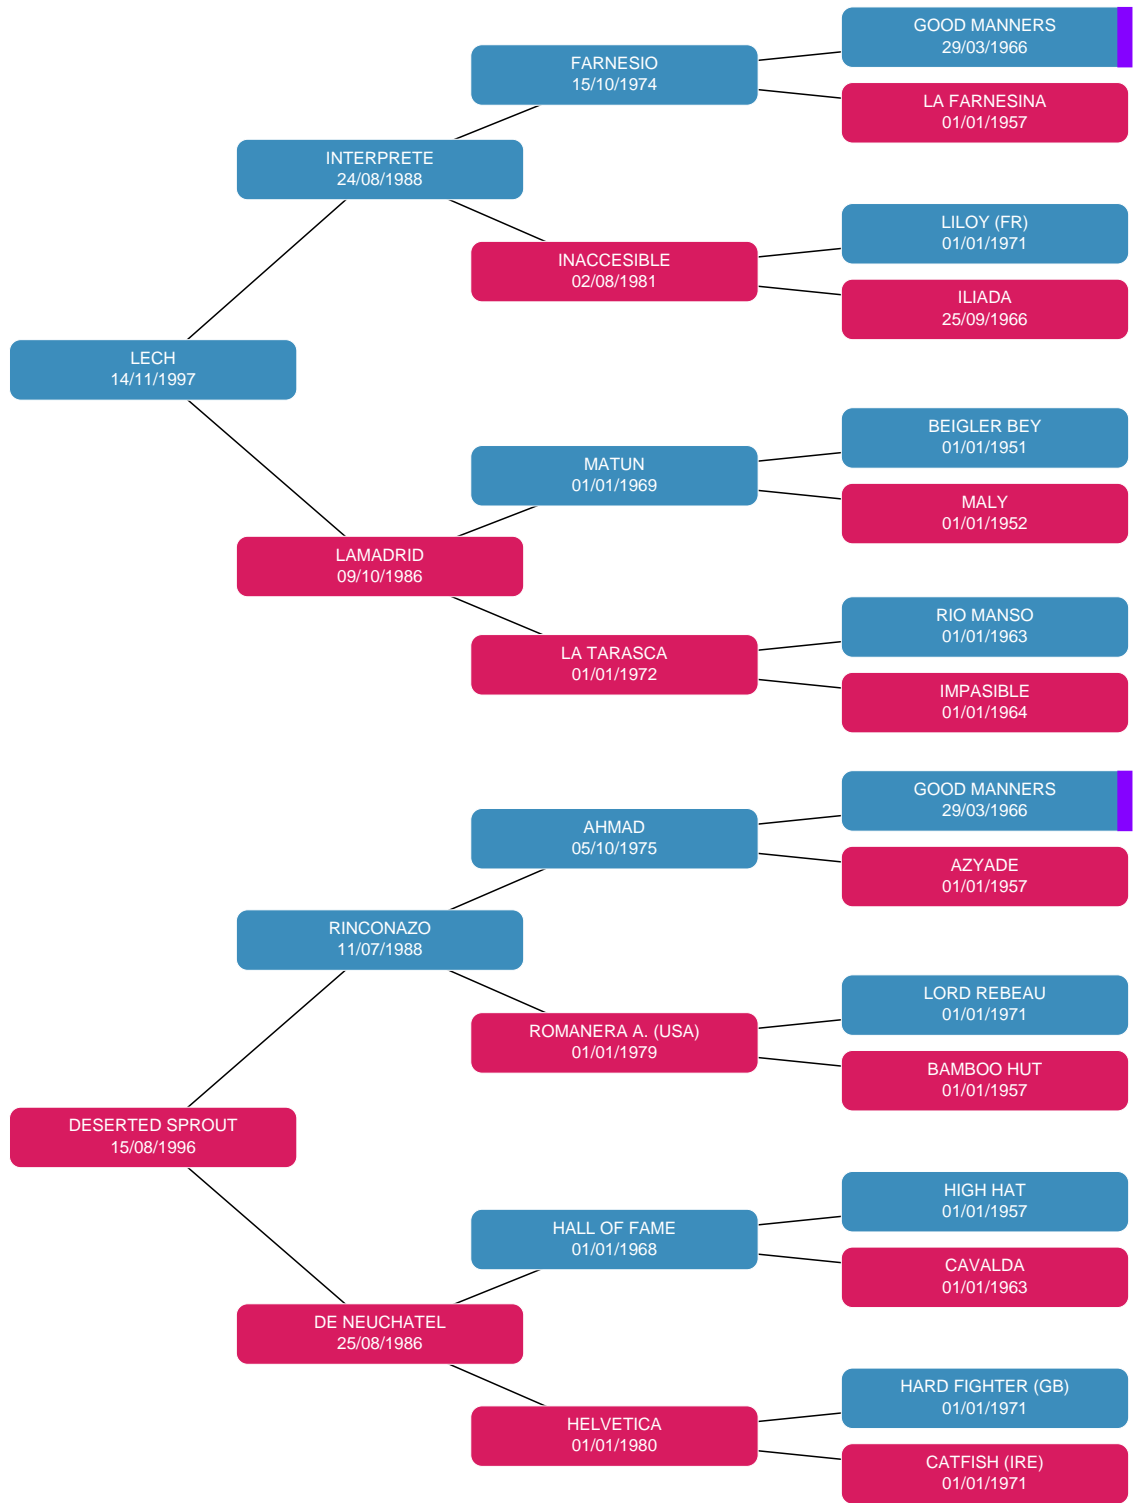 GOOD MANNERS
29/03/1966
FARNESIO
15/10/1974
LA FARNESINA
01/01/1957
INTERPRETE
24/08/1988
LILOY (FR)
01/01/1971
INACCESIBLE
02/08/1981
ILIADA
25/09/1966
LECH
14/11/1997
BEIGLER BEY
01/01/1951
MATUN
01/01/1969
MALY
01/01/1952
LAMADRID
09/10/1986
RIO MANSO
01/01/1963
LA TARASCA
01/01/1972
IMPASIBLE
01/01/1964
GOOD MANNERS
29/03/1966
AHMAD
05/10/1975
AZYADE
01/01/1957
RINCONAZO
11/07/1988
LORD REBEAU
01/01/1971
ROMANERA A. (USA)
01/01/1979
BAMBOO HUT
01/01/1957
DESERTED SPROUT
15/08/1996
HIGH HAT
01/01/1957
HALL OF FAME
01/01/1968
CAVALDA
01/01/1963
DE NEUCHATEL
25/08/1986
HARD FIGHTER (GB)
01/01/1971
HELVETICA
01/01/1980
CATFISH (IRE)
01/01/1971